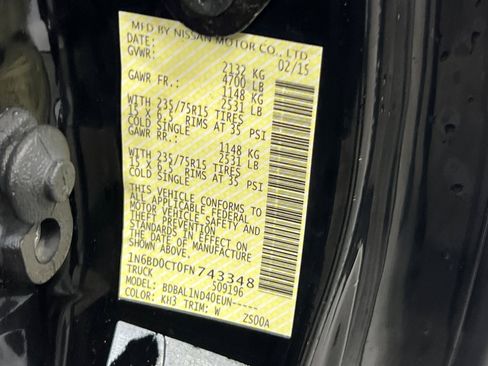 MFD BY NISSAN MOTOR CO., LTD.
DATE: 02/15
GVWR: 2132 KG
4700 LB
GAWR FR.: 1148 KG
2531 LB
WITH 235/75R15 TIRES
15 X 6.5 RIMS AT 35 PSI
COLD SINGLE
GAWR RR.: 1148 KG
2531 LB
WITH 235/75R15 TIRES
15 X 6.5 RIMS AT 35 PSI
COLD SINGLE
THIS VEHICLE CONFORMS TO
ALL APPLICABLE FEDERAL
MOTOR VEHICLE SAFETY AND
THEFT PREVENTION
STANDARDS IN EFFECT ON
THE DATE OF MANUFACTURE
SHOWN ABOVE.
1N6BD0CT0FN743348
TRUCK 509196
MODEL: BDBAL1ND40EUN-----
COLOR: KH3 TRIM: W ZS00A